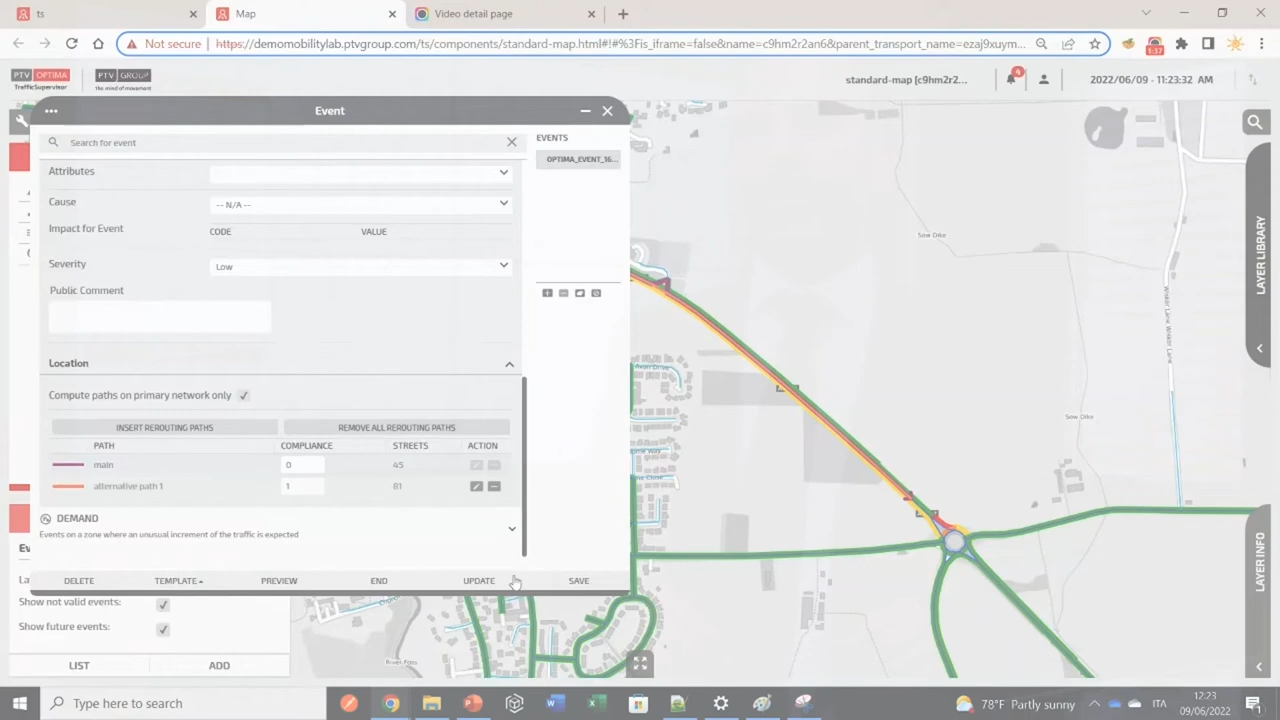 ts
Map
Video detail page
Not secure
https://demomobilitylab.ptvgroup.com/ts/components/standard-map.html#!#%3Fis_iframe=false&name=c9hm2r2an6&parent_transport_name=ezaj9xuym...
1:37
PTV OPTIMA
TrafficSupervisor
PTV GROUP
the mind of movement
standard-map [c9hm2r2...
2022/06/09 - 11:23:32 AM
Event
Search for event
EVENTS
OPTIMA_EVENT_16...
Attributes
Cause
-- N/A --
Impact for Event
CODE
VALUE
Severity
Low
Public Comment
Location
Compute paths on primary network only
INSERT REROUTING PATHS
REMOVE ALL REROUTING PATHS
PATH
COMPLIANCE
STREETS
ACTION
main
0
45
alternative path 1
1
81
DEMAND
Events on a zone where an unusual increment of the traffic is expected
DELETE
TEMPLATE
PREVIEW
END
UPDATE
SAVE
Show not valid events:
Show future events:
LIST
ADD
Sow Dike
Sow Dike
River Foss
LAYER LIBRARY
LAYER INFO
Type here to search
78°F Partly sunny
ITA
12:23
09/06/2022